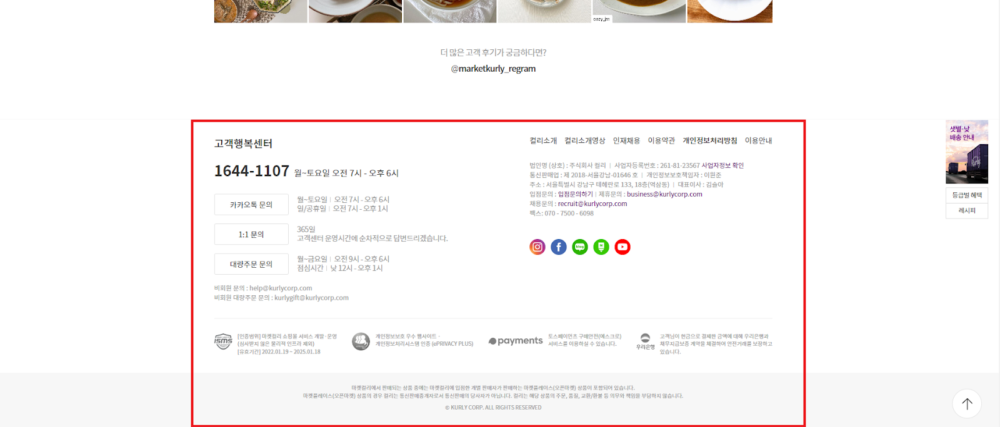 cozy_jm
더 많은 고객 후기가 궁금하다면?
@marketkurly_regram
고객행복센터
1644-1107 월~토요일 오전 7시 - 오후 6시
카카오톡 문의
월~토요일 | 오전 7시 - 오후 6시
일/공휴일 | 오전 7시 - 오후 1시
1:1 문의
365일
고객센터 운영시간에 순차적으로 답변드리겠습니다.
대량주문 문의
월~금요일 | 오전 9시 - 오후 6시
점심시간 | 낮 12시 - 오후 1시
비회원 문의 : help@kurlycorp.com
비회원 대량주문 문의 : kurlygift@kurlycorp.com
컬리소개 컬리소개영상 인재채용 이용약관 개인정보처리방침 이용안내
법인명 (상호) : 주식회사 컬리 | 사업자등록번호 : 261-81-23567 사업자정보 확인
통신판매업 : 제 2018-서울강남-01646 호 | 개인정보보호책임자 : 이원준
주소 : 서울특별시 강남구 테헤란로 133, 18층(역삼동) | 대표이사 : 김슬아
입점문의 : 입점문의하기 | 제휴문의 : business@kurlycorp.com
채용문의 : recruit@kurlycorp.com
팩스: 070 - 7500 - 6098
blog
샛별·낮
배송 안내
Kurly
등급별 혜택
레시피
isms
[인증범위] 마켓컬리 쇼핑몰 서비스 개발·운영
(심사받지 않은 물리적 인프라 제외)
[유효기간] 2022.01.19 ~ 2025.01.18
개인정보보호 우수 웹사이트 ·
개인정보처리시스템 인증 (ePRIVACY PLUS)
payments
토스페이먼츠 구매안전(에스크로)
서비스를 이용하실 수 있습니다.
우리은행
고객님이 현금으로 결제한 금액에 대해 우리은행과
채무지급보증 계약을 체결하여 안전거래를 보장하고
있습니다.
마켓컬리에서 판매되는 상품 중에는 마켓컬리에 입점한 개별 판매자가 판매하는 마켓플레이스(오픈마켓) 상품이 포함되어 있습니다.
마켓플레이스(오픈마켓) 상품의 경우 컬리는 통신판매중개자로서 통신판매의 당사자가 아닙니다. 컬리는 해당 상품의 주문, 품질, 교환/환불 등 의무와 책임을 부담하지 않습니다.
© KURLY CORP. ALL RIGHTS RESERVED